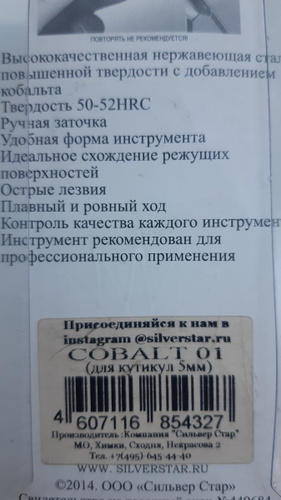 ПОВТОРЯТЬ НЕ РЕКОМЕНДУЕТСЯ!
Высококачественная нержавеющая стал
повышенной твердости с добавлением
кобальта
Твердость 50-52HRC
Ручная заточка
Удобная форма инструмента
Идеальное схождение режущих
поверхностей
Острые лезвия
Плавный и ровный ход
Контроль качества каждого инструмен
Инструмент рекомендован для
профессионального применения
Присоединяйся к нам в
instagram @silverstar.ru
COBALT 01
(для кутикул 5мм)
4 607116 854327
Производитель:Компания "Сильвер Стар"
МО, Химки, Сходня, Некрасова 2
Тел. +7(495) 645 44-40
WWW. SILVERSTAR.RU
©2014. ООО «Сильвер Стар»